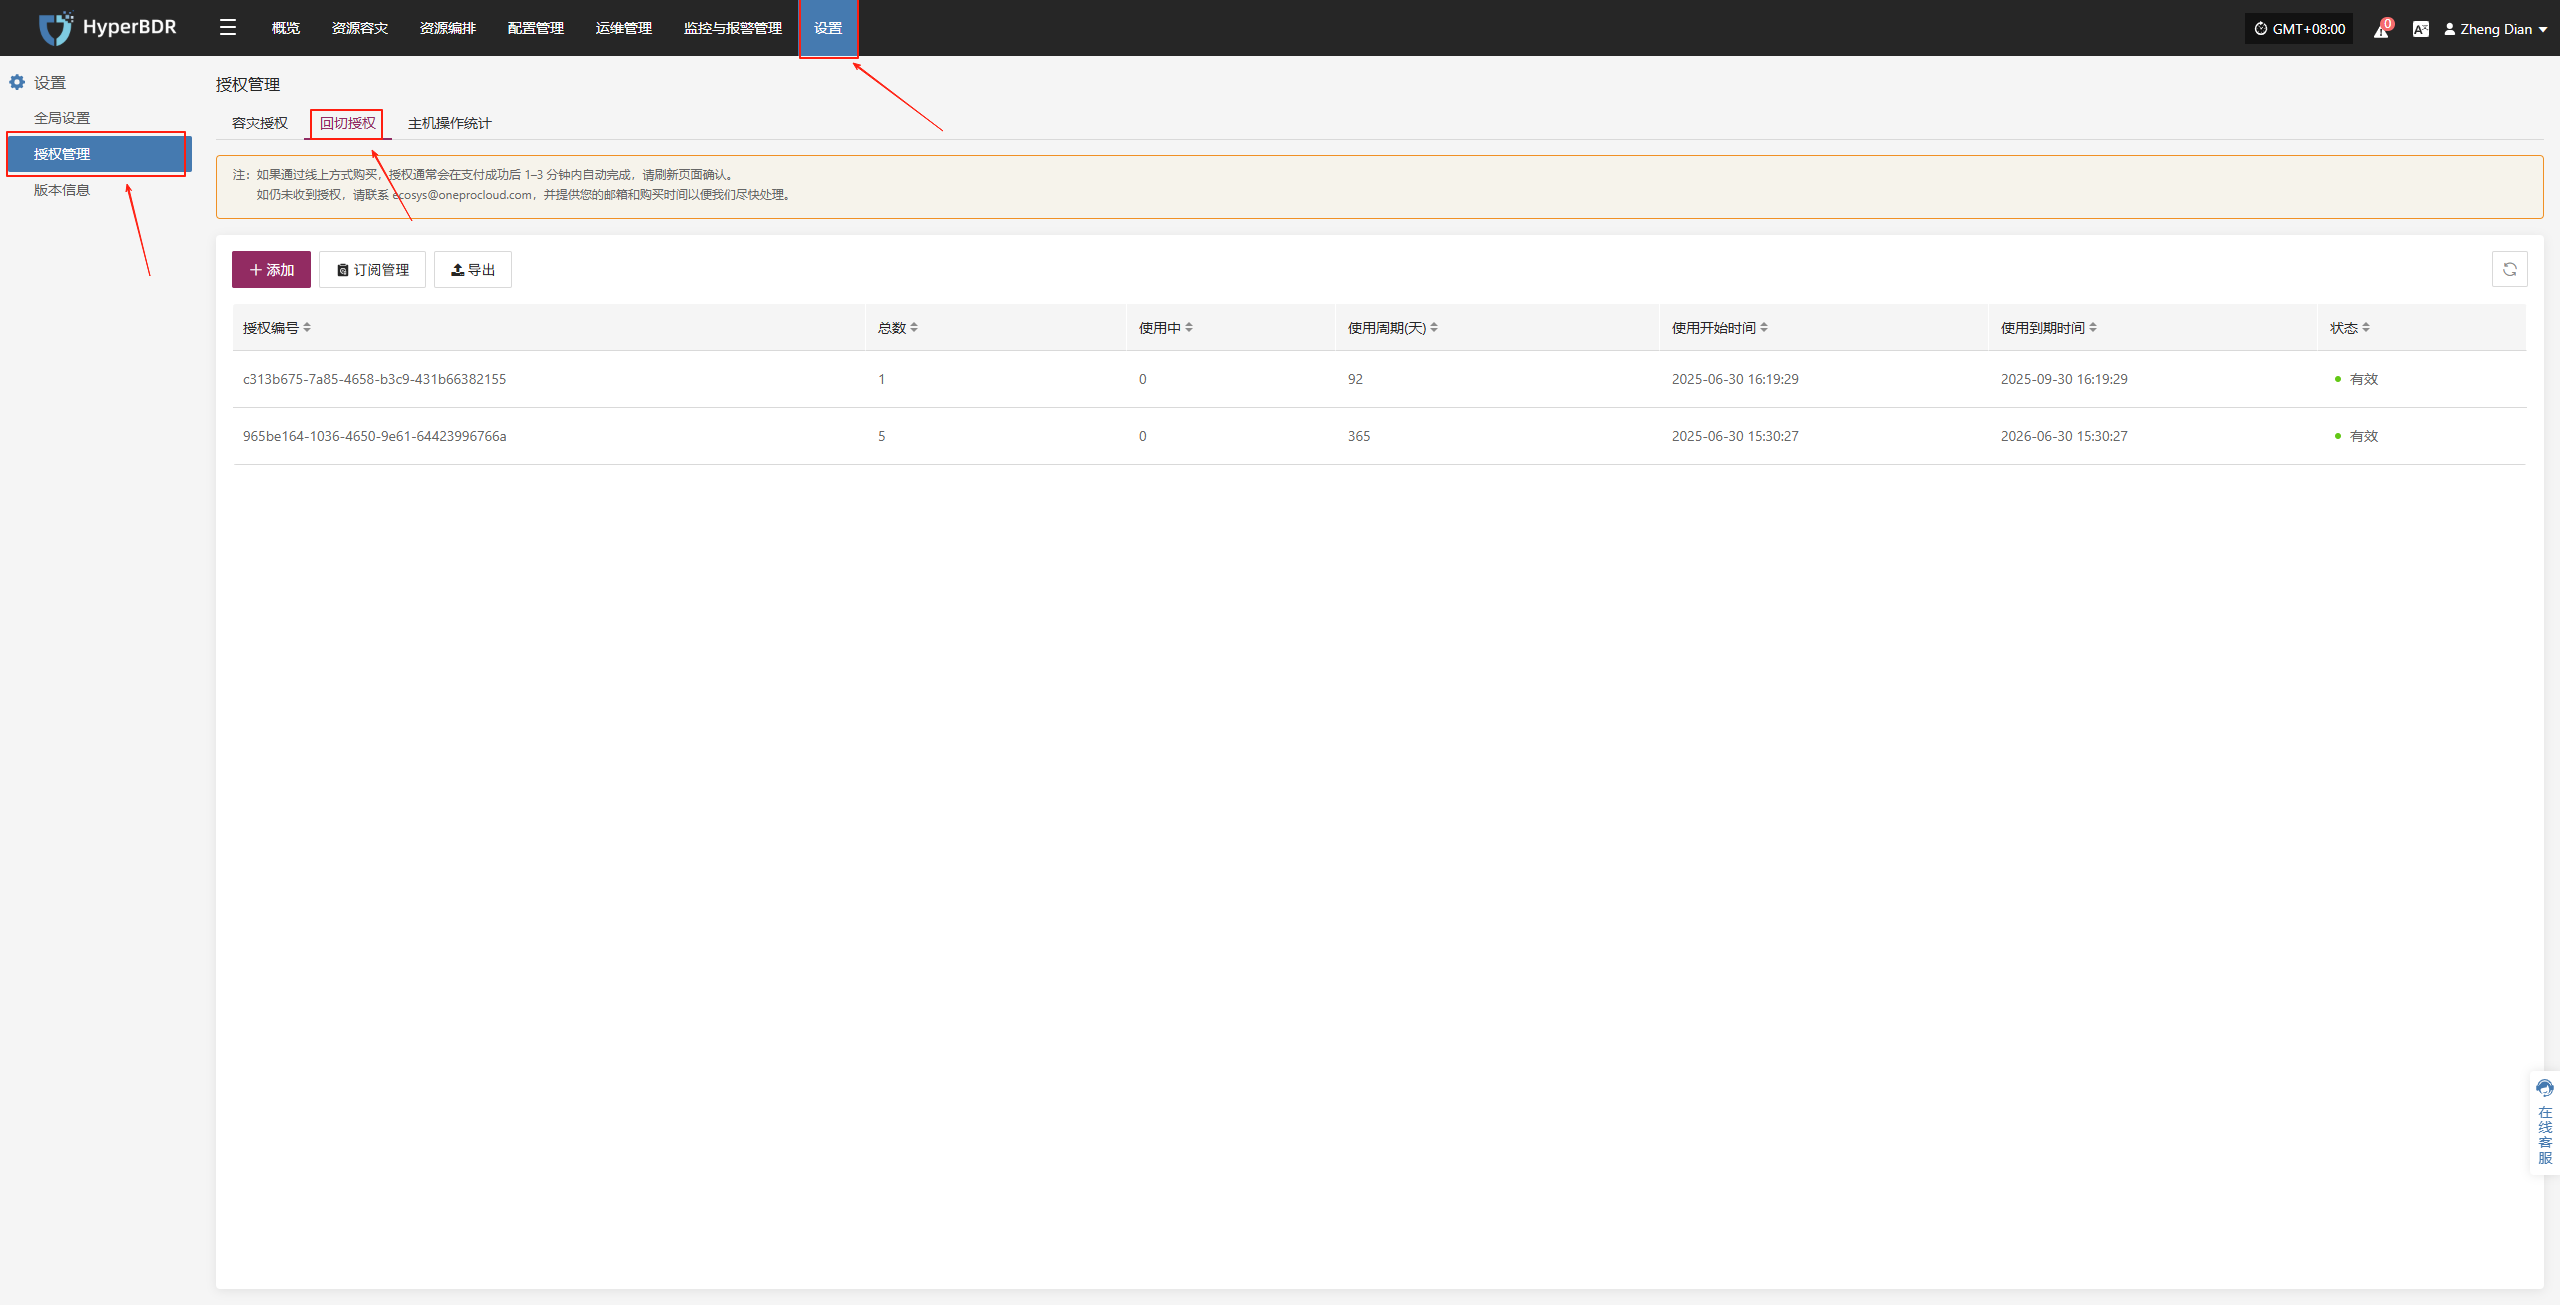 HyperBDR
概览 资源容灾 资源编排 配置管理 运维管理 监控与报警管理 设置
GMT+08:00 0 Zheng Dian
设置
全局设置
授权管理
版本信息
授权管理
容灾授权 回切授权 主机操作统计
注：如果通过线上方式购买，授权通常会在支付成功后 1–3 分钟内自动完成，请刷新页面确认。
如仍未收到授权，请联系 ecosys@oneprocloud.com，并提供您的邮箱和购买时间以便我们尽快处理。
添加 订阅管理 导出
授权编号 总数 使用中 使用周期(天) 使用开始时间 使用到期时间 状态
c313b675-7a85-4658-b3c9-431b66382155 1 0 92 2025-06-30 16:19:29 2025-09-30 16:19:29 有效
965be164-1036-4650-9e61-64423996766a 5 0 365 2025-06-30 15:30:27 2026-06-30 15:30:27 有效
在线客服